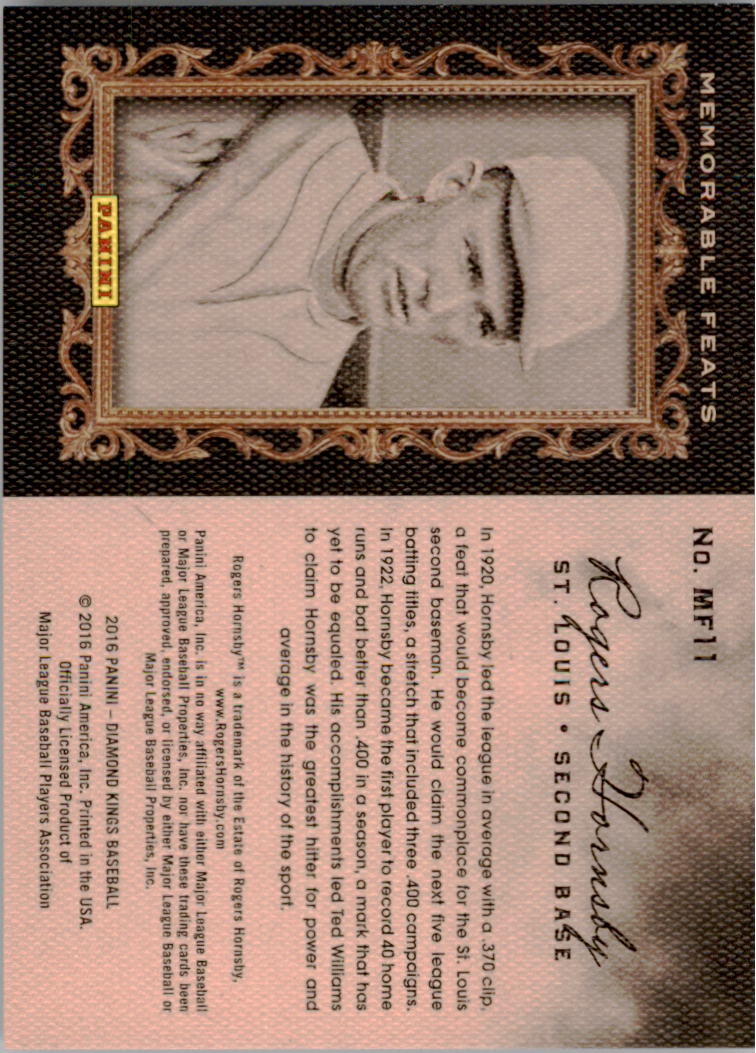 MEMORABLE FEATS
PANINI
No. MF11
Rogers Hornsby
ST. LOUIS • SECOND BASE
In 1920, Hornsby led the league in average with a .370 clip,
a feat that would become commonplace for the St. Louis
second baseman. He would claim the next five league
batting titles, a stretch that included three .400 campaigns.
In 1922, Hornsby became the first player to record 40 home
runs and bat better than .400 in a season, a mark that has
yet to be equaled. His accomplishments led Ted Williams
to claim Hornsby was the greatest hitter for power and
average in the history of the sport.
Rogers Hornsby™ is a trademark of the Estate of Rogers Hornsby,
www.RogersHornsby.com
Panini America, Inc. is in no way affiliated with either Major League Baseball
or Major League Baseball Properties, Inc. nor have these trading cards been
prepared, approved, endorsed, or licensed by either Major League Baseball or
Major League Baseball Properties, Inc.
2016 PANINI – DIAMOND KINGS BASEBALL
© 2016 Panini America, Inc. Printed in the USA.
Officially Licensed Product of
Major League Baseball Players Association